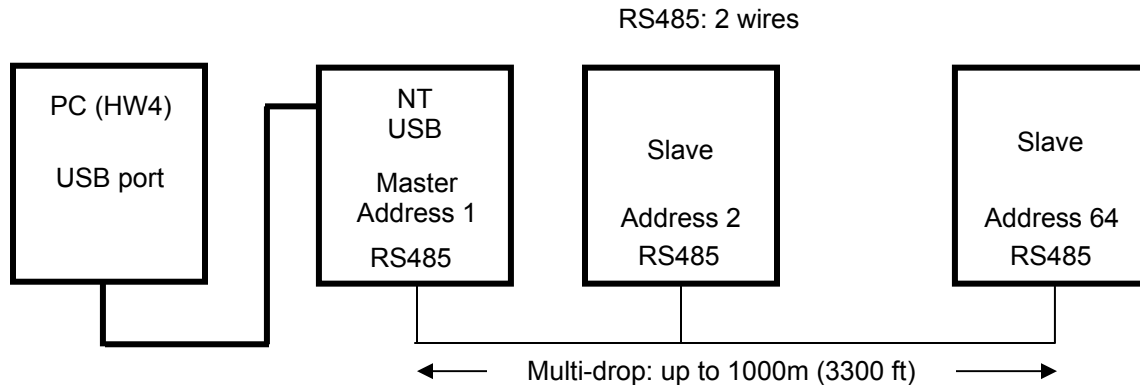 RS485: 2 wires
PC (HW4)
USB port
NT
USB
Master
Address 1
RS485
Slave
Address 2
RS485
Slave
Address 64
RS485
Multi-drop: up to 1000m (3300 ft)